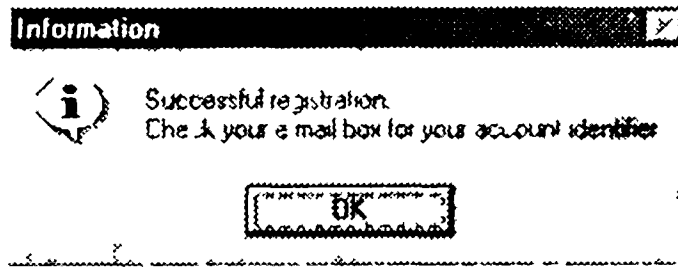 Information
Successful registration.
Check your e mail box for your account identifier
OK